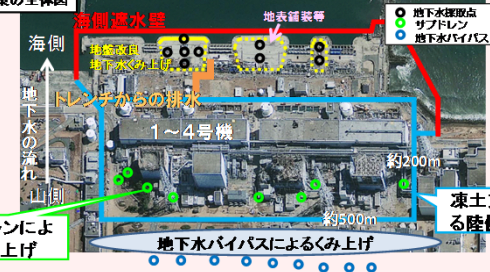 策の全体図
海側遮水壁
地表舗装等
地下水採取点
サブドレン
地下水バイパス
海側
地盤改良
地下水くみ上げ
トレンチからの排水
地下水の流れ
1～4号機
約200m
山側
レンによ
上げ
約500m
凍土
る陸側
地下水バイパスによるくみ上げ